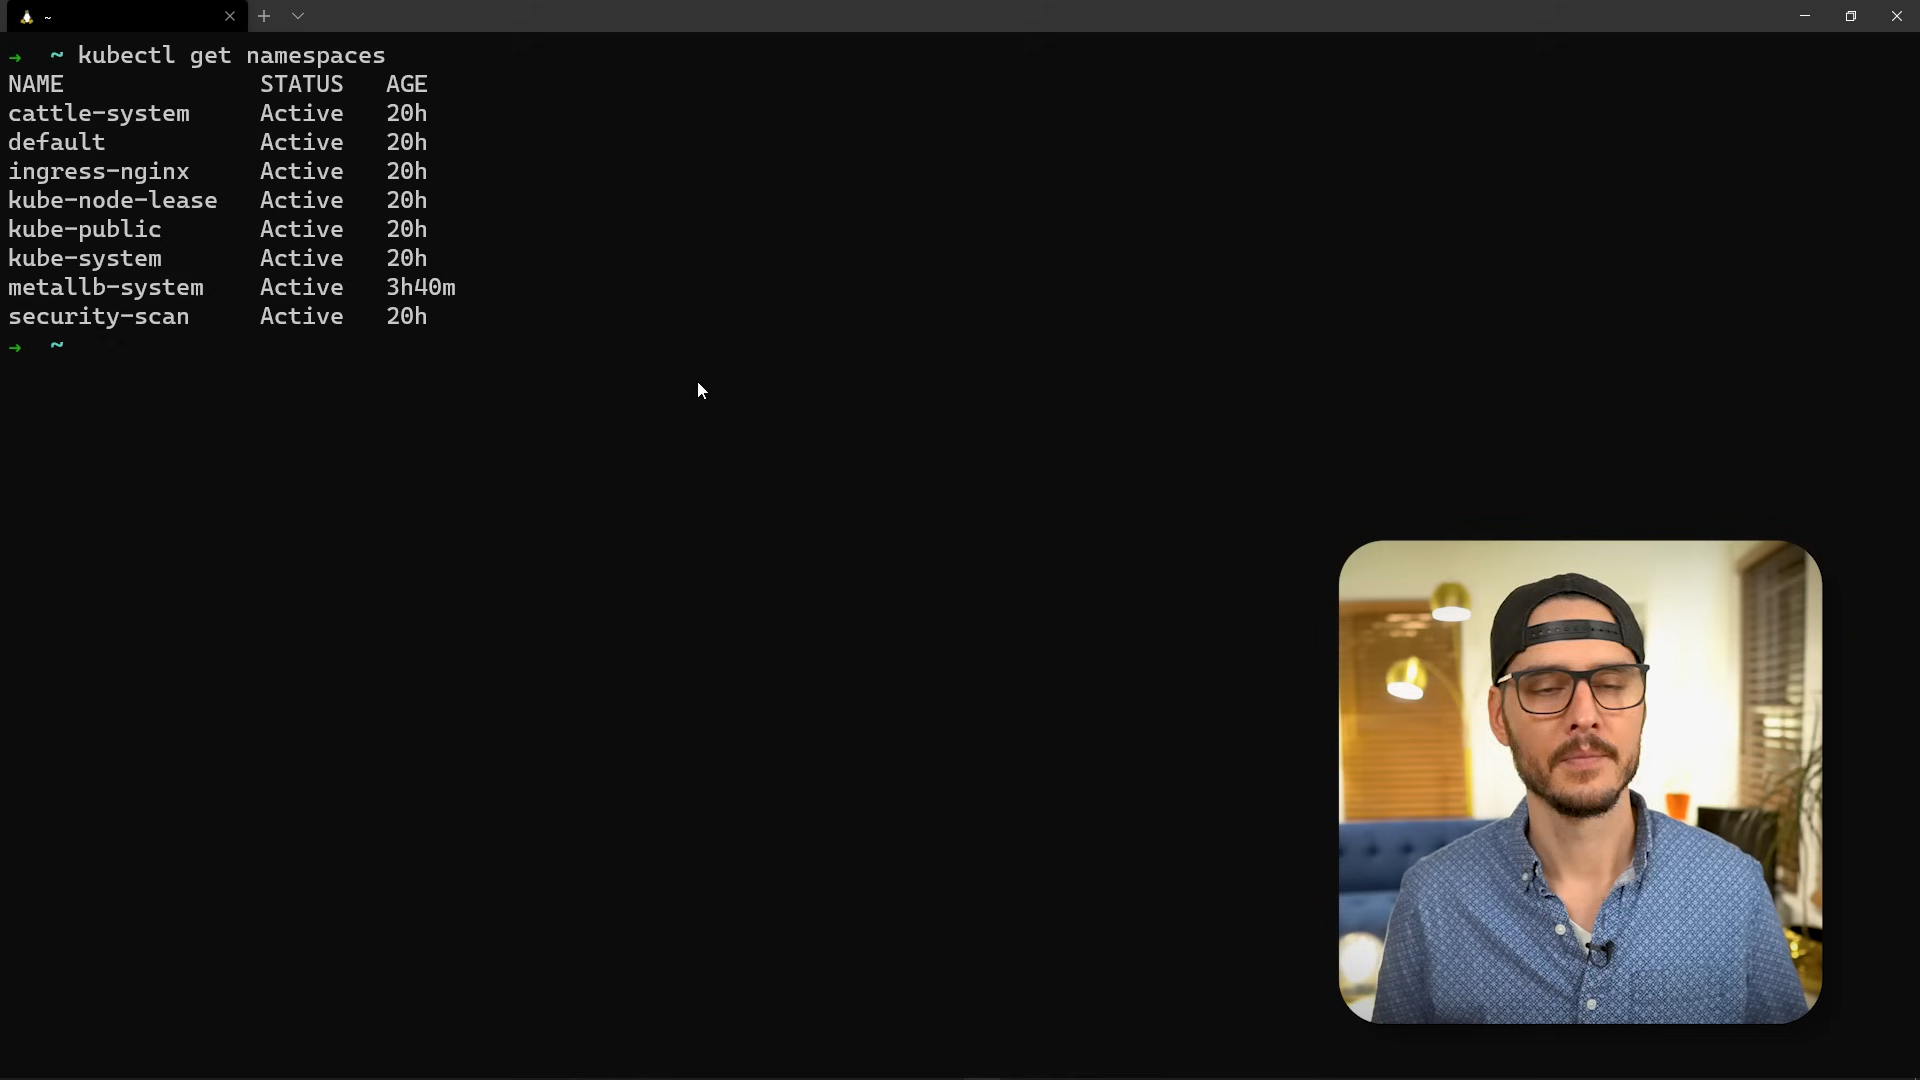 ~
→ ~ kubectl get namespaces
NAME STATUS AGE
cattle-system Active 20h
default Active 20h
ingress-nginx Active 20h
kube-node-lease Active 20h
kube-public Active 20h
kube-system Active 20h
metallb-system Active 3h40m
security-scan Active 20h
→ ~